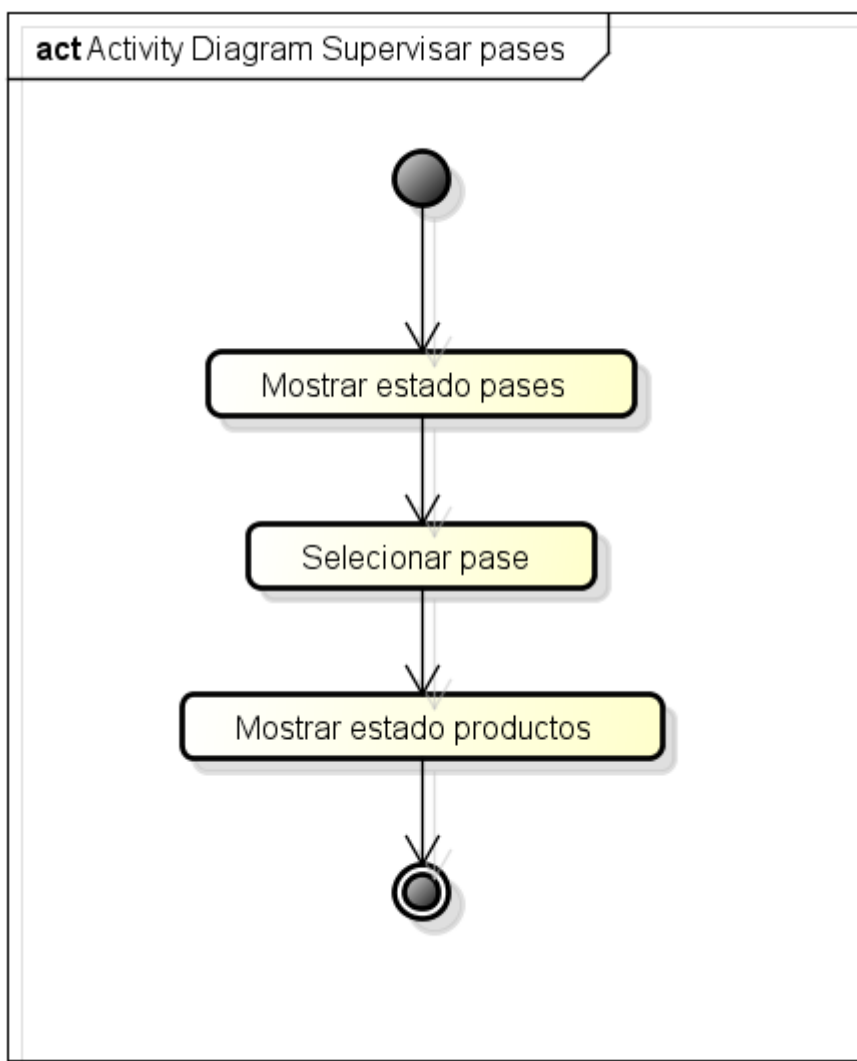 act Activity Diagram Supervisar pases
Mostrar estado pases
Selecionar pase
Mostrar estado productos